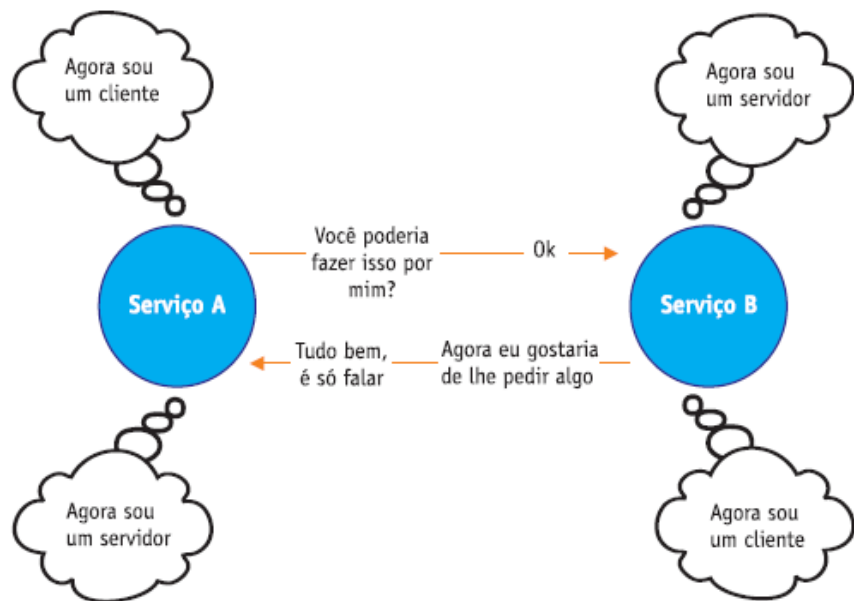 Agora sou
um cliente
Agora sou
um servidor
Você poderia
fazer isso por
mim?
Ok
Serviço A
Serviço B
Tudo bem,
é só falar
Agora eu gostaria
de lhe pedir algo
Agora sou
um servidor
Agora sou
um cliente